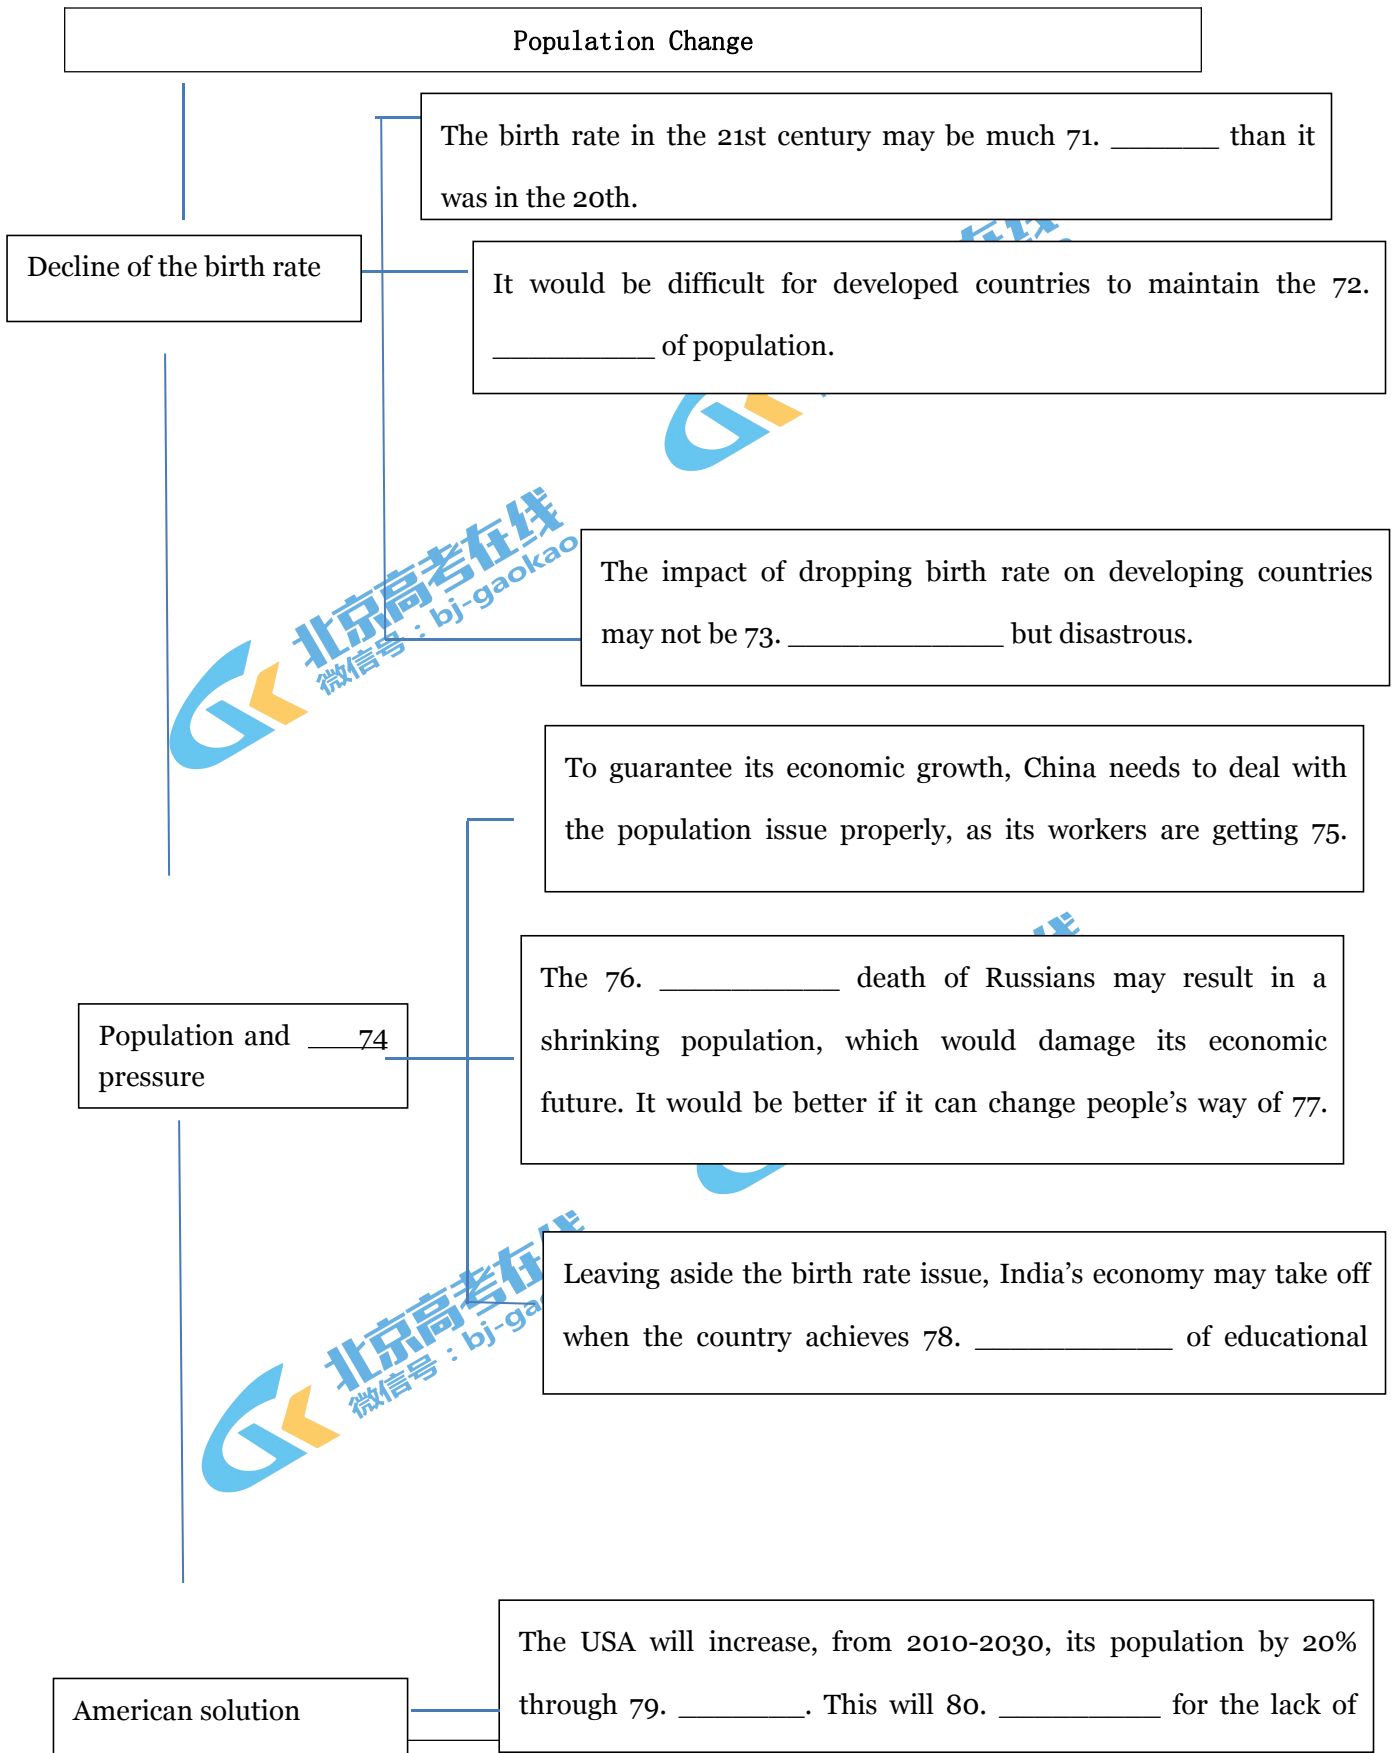 Population Change
The birth rate in the 21st century may be much 71. ______ than it
was in the 20th.
Decline of the birth rate
It would be difficult for developed countries to maintain the 72.
_________ of population.
The impact of dropping birth rate on developing countries
may not be 73. ____________ but disastrous.
北京高考在线
微信号：bj-gaokao
To guarantee its economic growth, China needs to deal with
the population issue properly, as its workers are getting 75.
The 76. __________ death of Russians may result in a
shrinking population, which would damage its economic
future. It would be better if it can change people's way of 77.
Population and ___74
pressure
Leaving aside the birth rate issue, India's economy may take off
when the country achieves 78. ___________ of educational
北京高考在线
微信号：bj-ga
The USA will increase, from 2010-2030, its population by 20%
through 79. _______. This will 80. _________ for the lack of
American solution